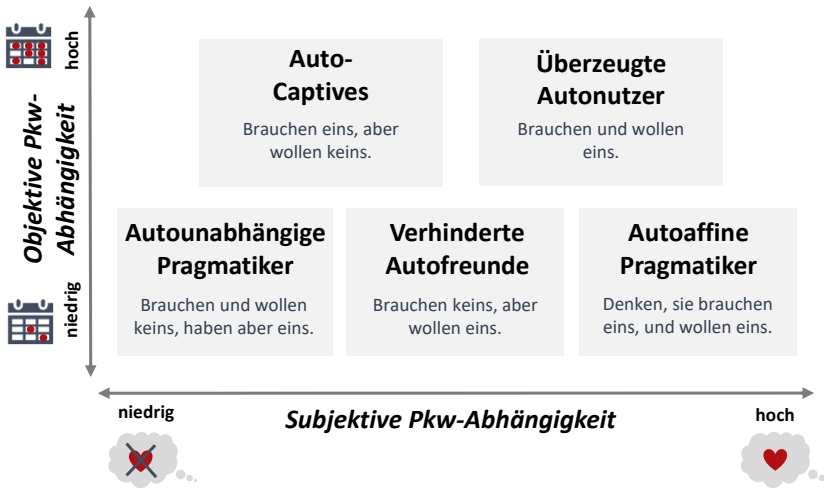 hoch
Objektive Pkw-
Abhängigkeit
niedrig
Auto-
Captives
Brauchen eins, aber
wollen keins.
Überzeugte
Autonutzer
Brauchen und wollen
eins.
Autounabhängige
Pragmatiker
Brauchen und wollen
keins, haben aber eins.
Verhinderte
Autofreunde
Brauchen keins, aber
wollen eins.
Autoaffine
Pragmatiker
Denken, sie brauchen
eins, und wollen eins.
niedrig
Subjektive Pkw-Abhängigkeit
hoch